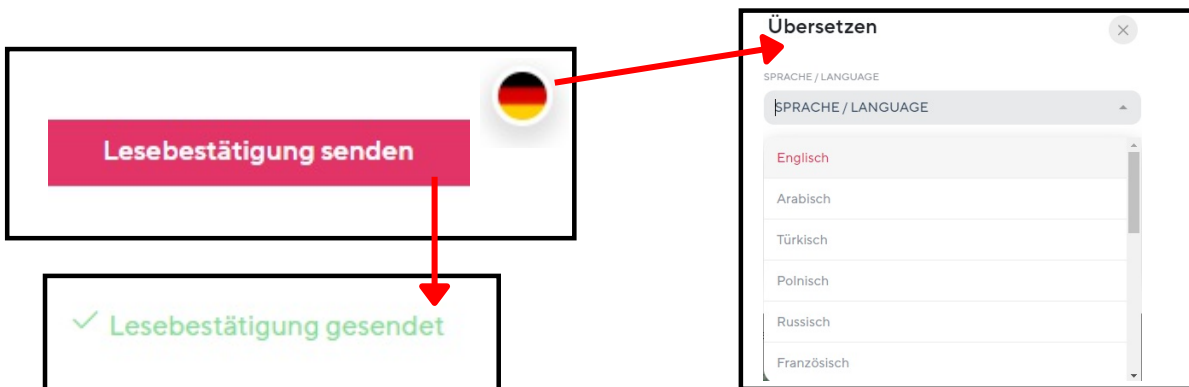 Lesebestätigung senden
Lesebestätigung gesendet
Übersetzen
SPRACHE / LANGUAGE
SPRACHE / LANGUAGE
Englisch
Arabisch
Türkisch
Polnisch
Russisch
Französisch